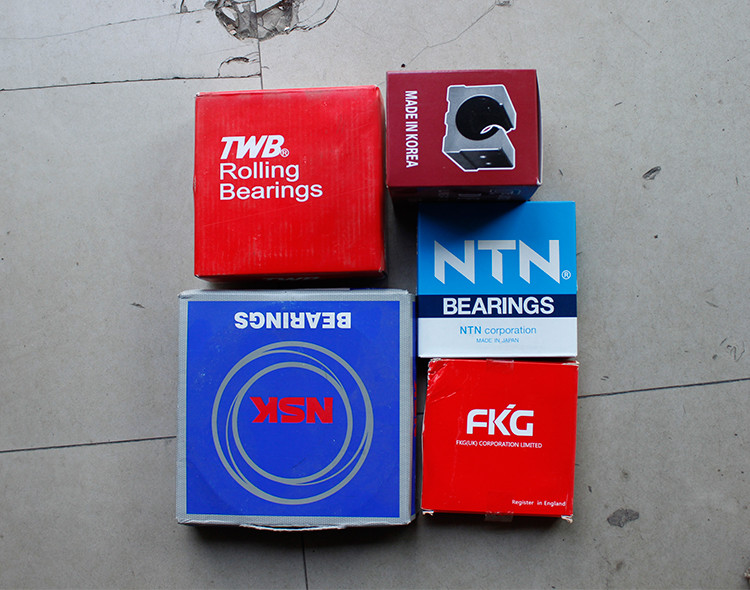 TWB®
Rolling
Bearings
MADE IN KOREA
NTN®
BEARINGS
NTN corporation
MADE IN JAPAN
BEARINGS
NSK
FK'G
FKG(UK) CORPORATION LIMITED
Register in England